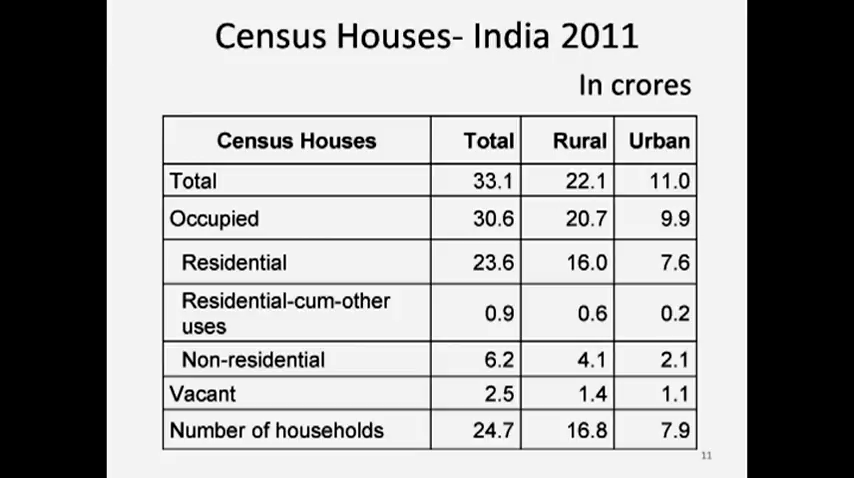 Census Houses- India 2011
In crores
Census Houses Total Rural Urban
Total 33.1 22.1 11.0
Occupied 30.6 20.7 9.9
Residential 23.6 16.0 7.6
Residential-cum-other
uses 0.9 0.6 0.2
Non-residential 6.2 4.1 2.1
Vacant 2.5 1.4 1.1
Number of households 24.7 16.8 7.9
11